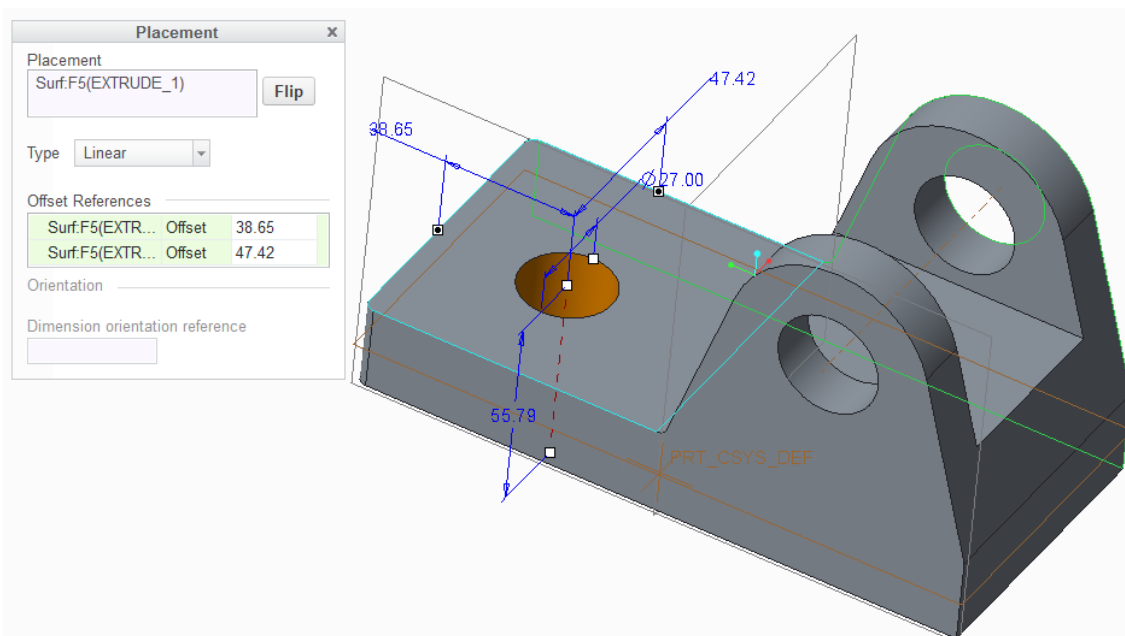 Placement x
Placement
Surf:F5(EXTRUDE_1)
Flip
Type Linear
Offset References
Surf:F5(EXTR... Offset 38.65
Surf:F5(EXTR... Offset 47.42
Orientation
Dimension orientation reference
47.42
38.65
Ø27.00
55.79
PRT_CSYS_DEF